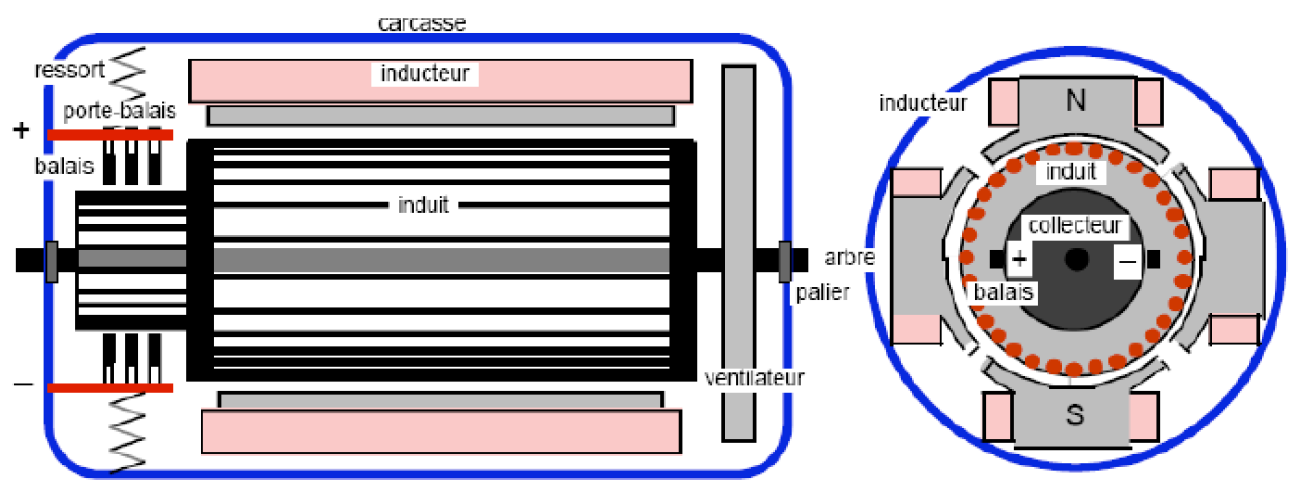 carcasse
ressort
inducteur
porte-balais
+
balais
induit
–
arbre
palier
ventilateur
inducteur
N
induit
collecteur
+
–
balais
S